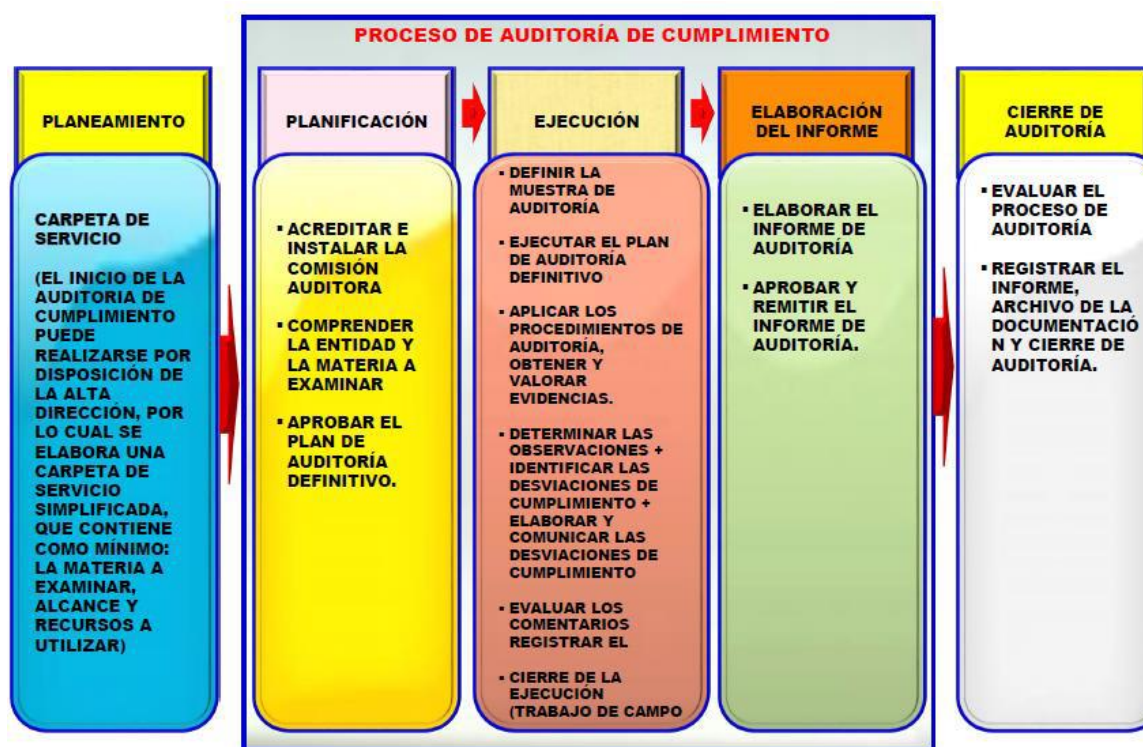 PROCESO DE AUDITORÍA DE CUMPLIMIENTO
PLANEAMIENTO
CARPETA DE
SERVICIO
(EL INICIO DE LA
AUDITORIA DE
CUMPLIMIENTO
PUEDE
REALIZARSE POR
DISPOSICIÓN DE
LA ALTA
DIRECCIÓN, POR
LO CUAL SE
ELABORA UNA
CARPETA DE
SERVICIO
SIMPLIFICADA,
QUE CONTIENE
COMO MÍNIMO:
LA MATERIA A
EXAMINAR,
ALCANCE Y
RECURSOS A
UTILIZAR)
PLANIFICACIÓN
▪ ACREDITAR E
INSTALAR LA
COMISIÓN
AUDITORA
▪ COMPRENDER
LA ENTIDAD Y
LA MATERIA A
EXAMINAR
▪ APROBAR EL
PLAN DE
AUDITORÍA
DEFINITIVO.
EJECUCIÓN
▪ DEFINIR LA
MUESTRA DE
AUDITORÍA
▪ EJECUTAR EL PLAN
DE AUDITORÍA
DEFINITIVO
▪ APLICAR LOS
PROCEDIMIENTOS DE
AUDITORÍA,
OBTENER Y
VALORAR
EVIDENCIAS.
▪ DETERMINAR LAS
OBSERVACIONES +
IDENTIFICAR LAS
DESVIACIONES DE
CUMPLIMIENTO +
ELABORAR Y
COMUNICAR LAS
DESVIACIONES DE
CUMPLIMIENTO
▪ EVALUAR LOS
COMENTARIOS
REGISTRAR EL
▪ CIERRE DE LA
EJECUCIÓN
(TRABAJO DE CAMPO
ELABORACIÓN
DEL INFORME
▪ ELABORAR EL
INFORME DE
AUDITORÍA
▪ APROBAR Y
REMITIR EL
INFORME DE
AUDITORÍA.
CIERRE DE
AUDITORÍA
▪ EVALUAR EL
PROCESO DE
AUDITORÍA
▪ REGISTRAR EL
INFORME,
ARCHIVO DE LA
DOCUMENTACIÓ
N Y CIERRE DE
AUDITORÍA.